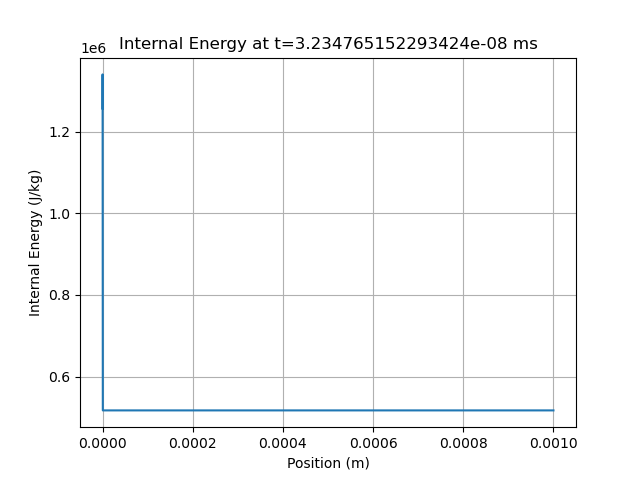 Internal Energy at t=3.234765152293424e-08 ms
1e6
Internal Energy (J/kg)
1.2
1.0
0.8
0.6
0.0000 0.0002 0.0004 0.0006 0.0008 0.0010
Position (m)